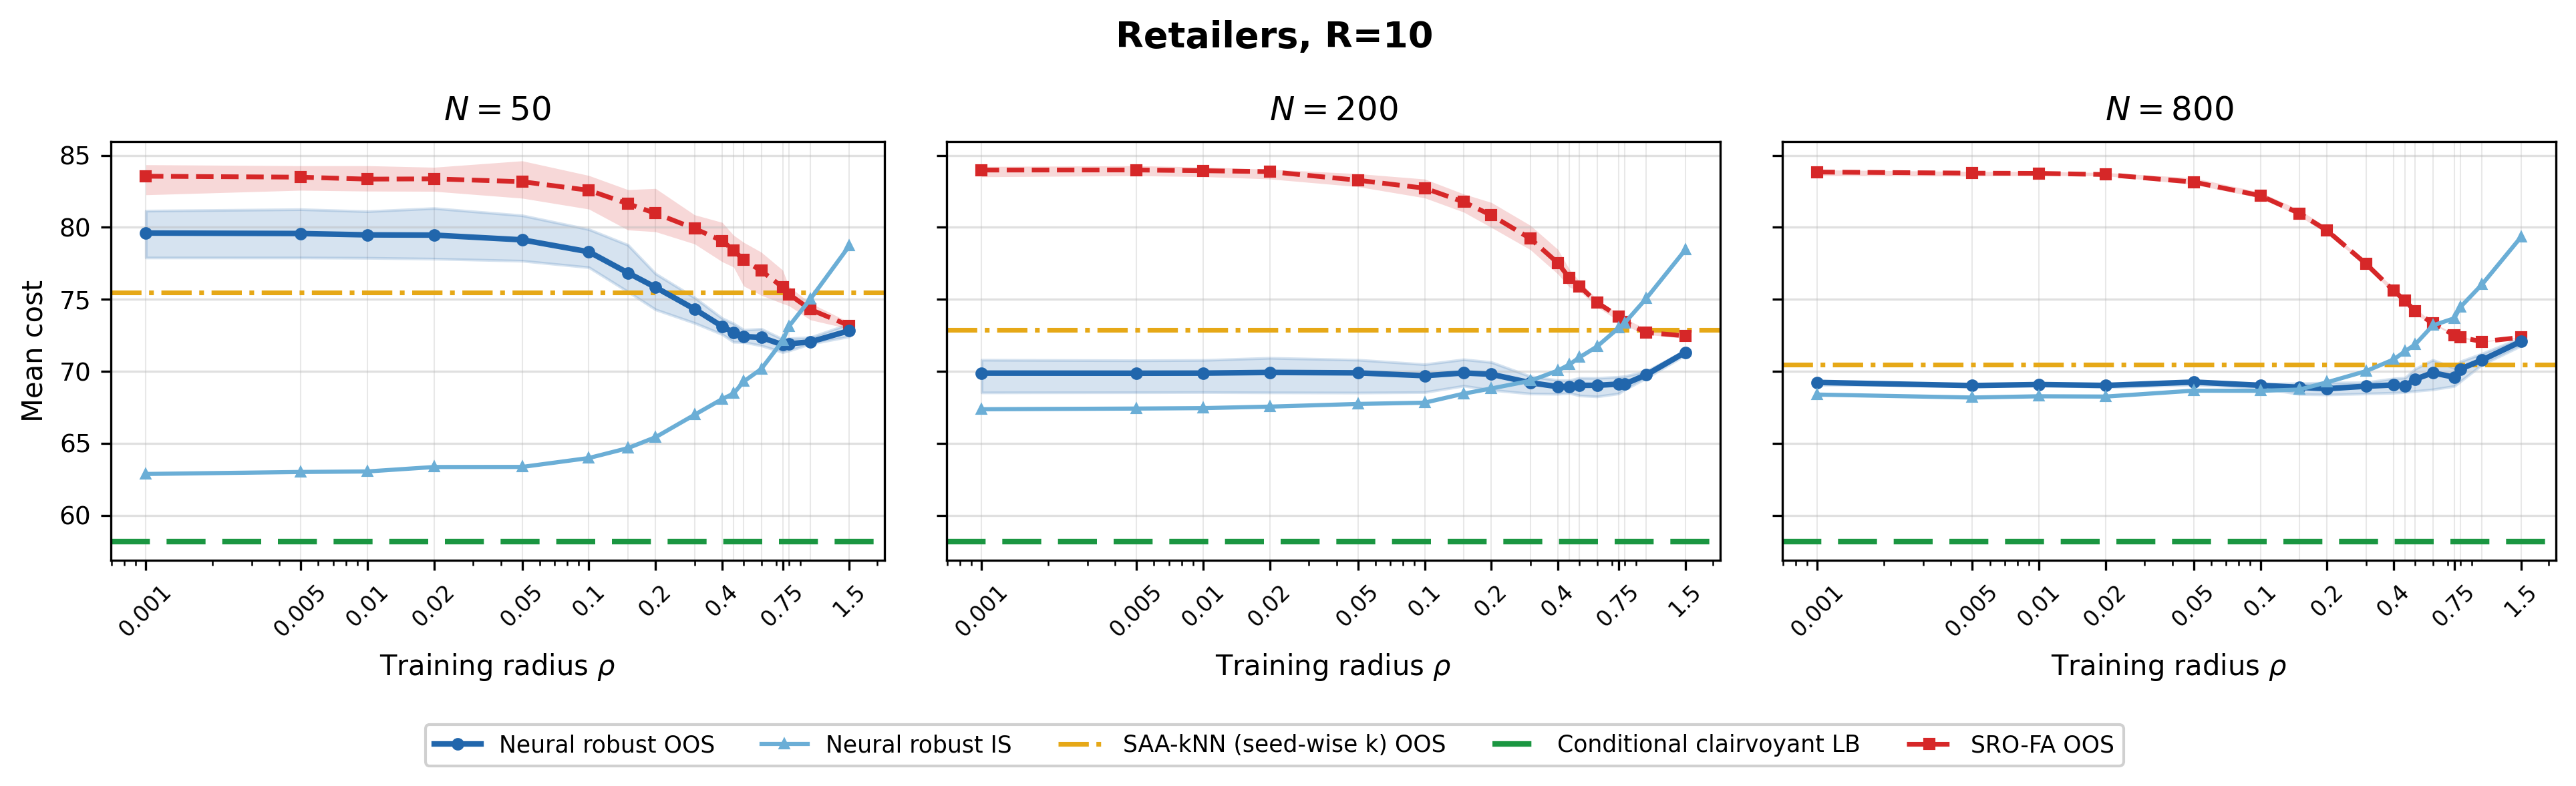 Retailers, R=10
N = 50
N = 200
N = 800
Mean cost
85
80
75
70
65
60
0.001 0.005 0.01 0.02 0.05 0.1 0.2 0.4 0.75 1.5
0.001 0.005 0.01 0.02 0.05 0.1 0.2 0.4 0.75 1.5
0.001 0.005 0.01 0.02 0.05 0.1 0.2 0.4 0.75 1.5
Training radius ρ
Training radius ρ
Training radius ρ
Neural robust OOS
Neural robust IS
SAA-kNN (seed-wise k) OOS
Conditional clairvoyant LB
SRO-FA OOS